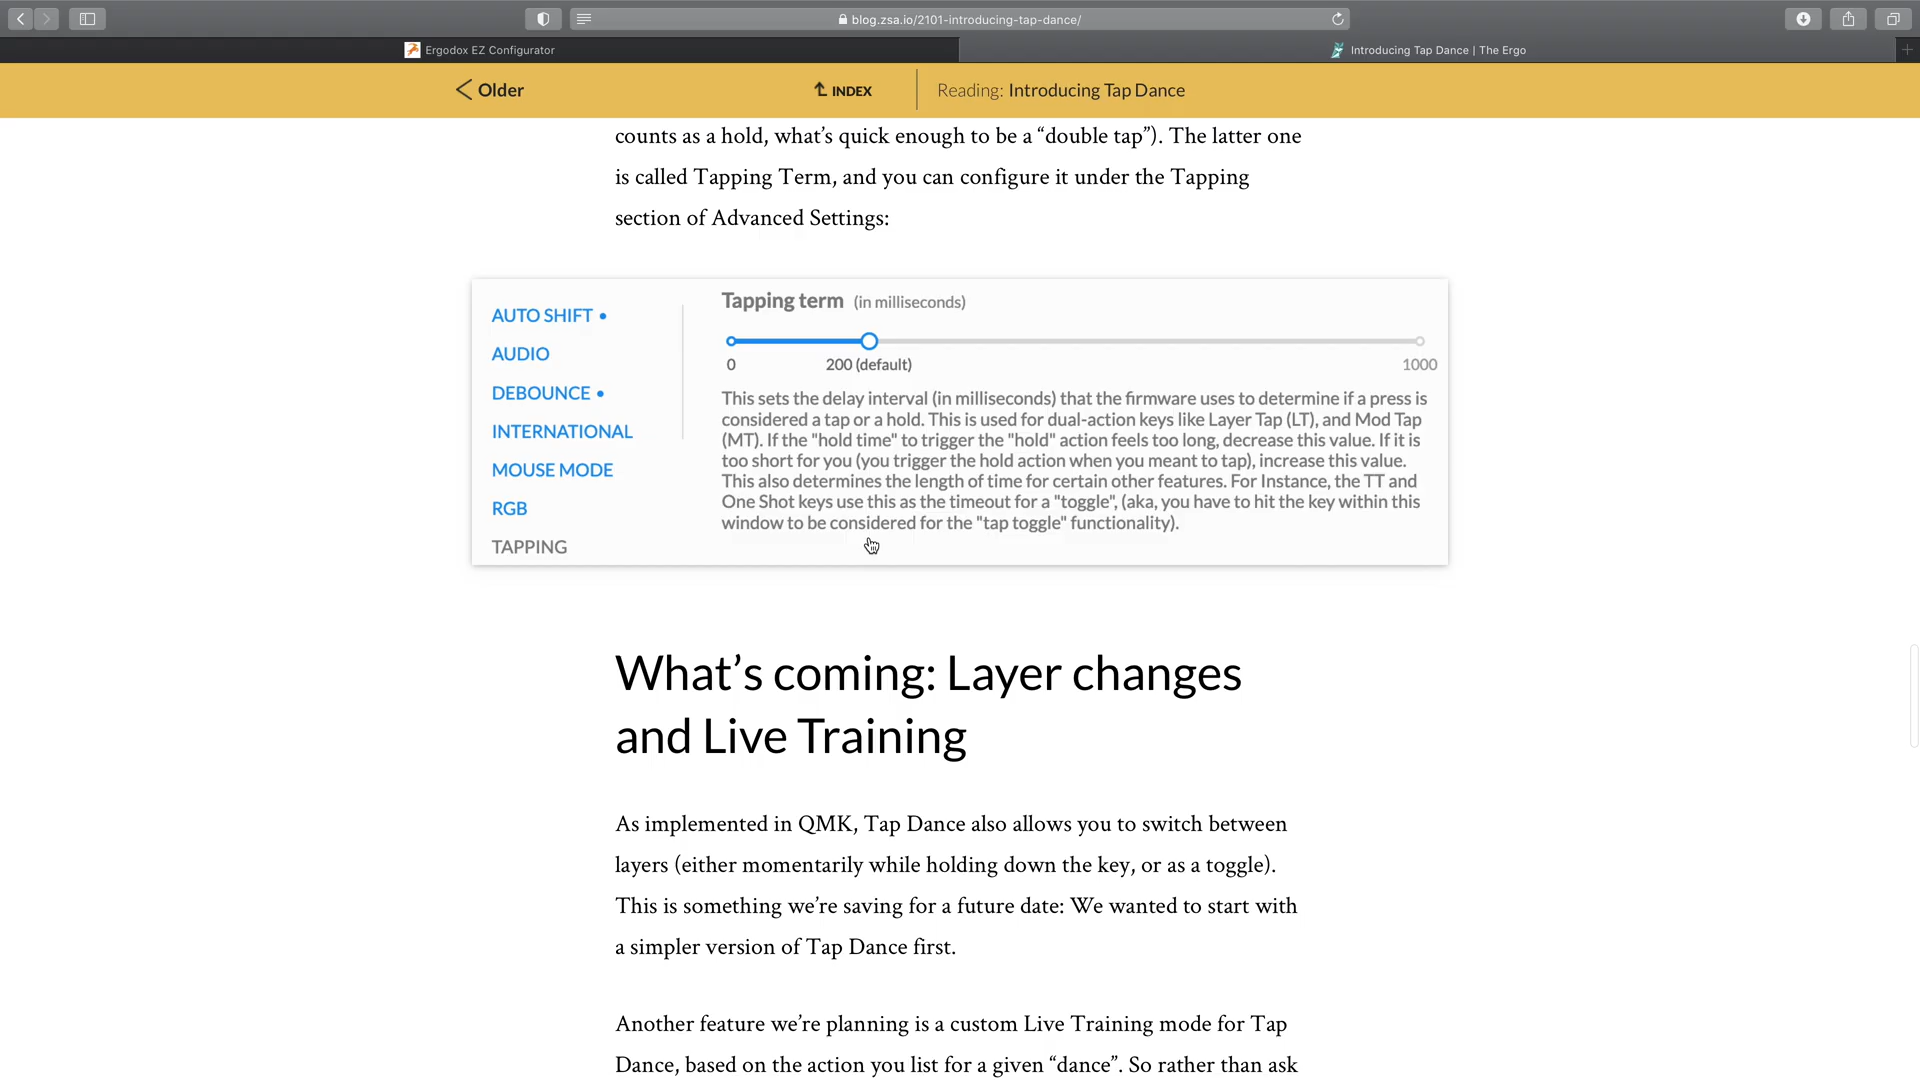 blog.zsa.io/2101-introducing-tap-dance/
Ergodox EZ Configurator
Introducing Tap Dance | The Ergo
Older
INDEX
Reading: Introducing Tap Dance
counts as a hold, what’s quick enough to be a “double tap”). The latter one
is called Tapping Term, and you can configure it under the Tapping
section of Advanced Settings:
AUTO SHIFT •
AUDIO
DEBOUNCE •
INTERNATIONAL
MOUSE MODE
RGB
TAPPING
Tapping term (in milliseconds)
0
200 (default)
1000
This sets the delay interval (in milliseconds) that the firmware uses to determine if a press is
considered a tap or a hold. This is used for dual-action keys like Layer Tap (LT), and Mod Tap
(MT). If the "hold time" to trigger the "hold" action feels too long, decrease this value. If it is
too short for you (you trigger the hold action when you meant to tap), increase this value.
This also determines the length of time for certain other features. For Instance, the TT and
One Shot keys use this as the timeout for a "toggle", (aka, you have to hit the key within this
window to be considered for the "tap toggle" functionality).
What’s coming: Layer changes
and Live Training
As implemented in QMK, Tap Dance also allows you to switch between
layers (either momentarily while holding down the key, or as a toggle).
This is something we’re saving for a future date: We wanted to start with
a simpler version of Tap Dance first.
Another feature we’re planning is a custom Live Training mode for Tap
Dance, based on the action you list for a given “dance”. So rather than ask